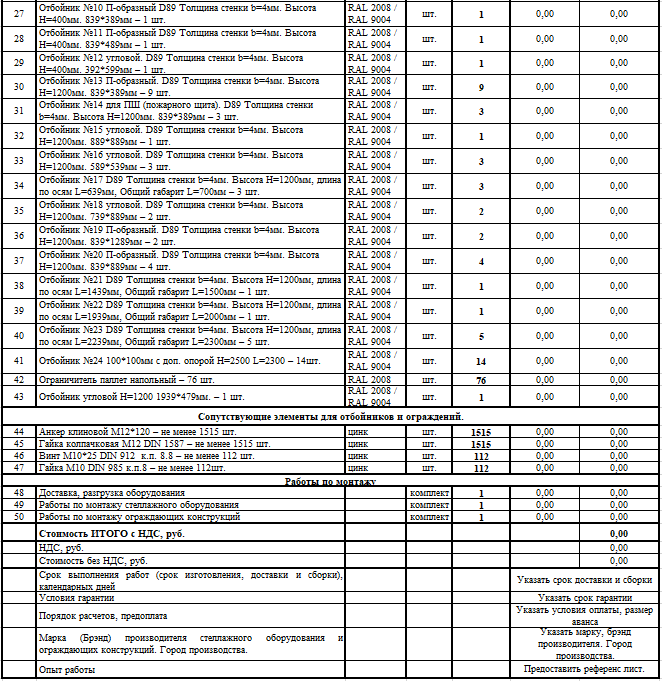 27 Отбойник №10 П-образный D89 Толщина стенки b=4мм. Высота RAL 2008 / шт. 1 0,00 0,00
H=400мм. 839*389мм – 1 шт. RAL 9004
28 Отбойник №11 П-образный D89 Толщина стенки b=4мм. Высота RAL 2008 / шт. 1 0,00 0,00
H=400мм. 839*489мм – 1 шт. RAL 9004
29 Отбойник №12 угловой. D89 Толщина стенки b=4мм. Высота RAL 2008 / шт. 1 0,00 0,00
H=400мм. 392*599мм – 1 шт. RAL 9004
30 Отбойник №13 П-образный. D89 Толщина стенки b=4мм. Высота RAL 2008 / шт. 9 0,00 0,00
H=1200мм. 839*389мм – 9 шт. RAL 9004
31 Отбойник №14 для ПШ (пожарного щита). D89 Толщина стенки RAL 2008 / шт. 3 0,00 0,00
b=4мм. Высота H=1200мм. 839*389мм – 3 шт. RAL 9004
32 Отбойник №15 угловой. D89 Толщина стенки b=4мм. Высота RAL 2008 / шт. 1 0,00 0,00
H=1200мм. 889*889мм – 1 шт. RAL 9004
33 Отбойник №16 угловой. D89 Толщина стенки b=4мм. Высота RAL 2008 / шт. 3 0,00 0,00
H=1200мм. 589*539мм – 3 шт. RAL 9004
34 Отбойник №17 D89 Толщина стенки b=4мм. Высота H=1200мм, длина RAL 2008 / шт. 3 0,00 0,00
по осям L=639мм, Общий габарит L=700мм – 3 шт. RAL 9004
35 Отбойник №18 угловой. D89 Толщина стенки b=4мм. Высота RAL 2008 / шт. 2 0,00 0,00
H=1200мм. 739*889мм – 2 шт. RAL 9004
36 Отбойник №19 П-образный. D89 Толщина стенки b=4мм. Высота RAL 2008 / шт. 2 0,00 0,00
H=1200мм. 839*1289мм – 2 шт. RAL 9004
37 Отбойник №20 П-образный. D89 Толщина стенки b=4мм. Высота RAL 2008 / шт. 4 0,00 0,00
H=1200мм. 839*889мм – 4 шт. RAL 9004
38 Отбойник №21 D89 Толщина стенки b=4мм. Высота H=1200мм, длина RAL 2008 / шт. 1 0,00 0,00
по осям L=1439мм, Общий габарит L=1500мм – 1 шт. RAL 9004
39 Отбойник №22 D89 Толщина стенки b=4мм. Высота H=1200мм, длина RAL 2008 / шт. 1 0,00 0,00
по осям L=1939мм, Общий габарит L=2000мм – 1 шт. RAL 9004
40 Отбойник №23 D89 Толщина стенки b=4мм. Высота H=1200мм, длина RAL 2008 / шт. 5 0,00 0,00
по осям L=2239мм, Общий габарит L=2300мм – 5 шт. RAL 9004
41 Отбойник №24 100*100мм с доп. опорой H=2500 L=2300 – 14шт. RAL 2008 / шт. 14 0,00 0,00
RAL 9004
42 Ограничитель паллет напольный – 76 шт. RAL 2008 шт. 76 0,00 0,00
43 Отбойник угловой H=1200 1939*479мм. – 1 шт. RAL 2008 / шт. 1 0,00 0,00
RAL 9004
Сопутствующие элементы для отбойников и ограждений.
44 Анкер клиновой М12*120 – не менее 1515 шт. цинк шт. 1515 0,00 0,00
45 Гайка колпачковая М12 DIN 1587 – не менее 1515 шт. цинк шт. 1515 0,00 0,00
46 Винт М10*25 DIN 912 к.п. 8.8 – не менее 112 шт. цинк шт. 112 0,00 0,00
47 Гайка М10 DIN 985 к.п.8 – не менее 112шт. цинк шт. 112 0,00 0,00
Работы по монтажу
48 Доставка, разгрузка оборудования комплект 1 0,00 0,00
49 Работы по монтажу стеллажного оборудования комплект 1 0,00 0,00
50 Работы по монтажу ограждающих конструкций комплект 1 0,00 0,00
Стоимость ИТОГО с НДС, руб. 0,00
НДС, руб. 0,00
Стоимость без НДС, руб. 0,00
Срок выполнения работ (срок изготовления, доставки и сборки), Указать срок доставки и сборки
календарных дней
Условия гарантии Указать срок гарантии
Порядок расчетов, предоплата Указать условия оплаты, размер
аванса
Марка (Брэнд) производителя стеллажного оборудования и Указать марку, брэнд
ограждающих конструкций. Город производства. производителя. Город
производства.
Опыт работы Предоставить референс лист.